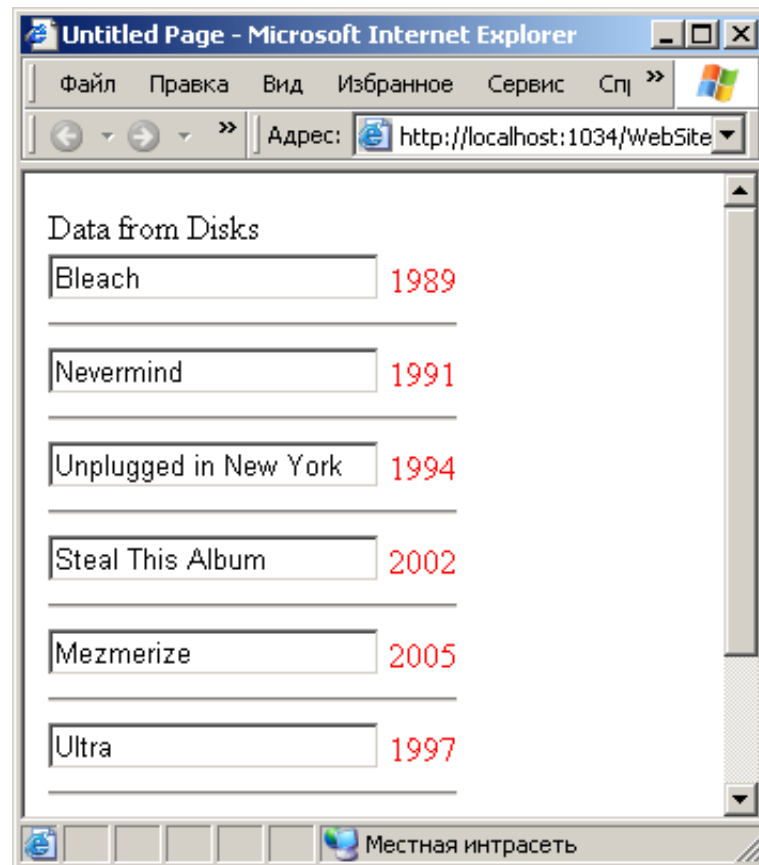 Untitled Page - Microsoft Internet Explorer
Файл Правка Вид Избранное Сервис Спр »
» Адрес: http://localhost:1034/WebSite
Data from Disks
Bleach 1989
Nevermind 1991
Unplugged in New York 1994
Steal This Album 2002
Mezmerize 2005
Ultra 1997
Местная интрасеть